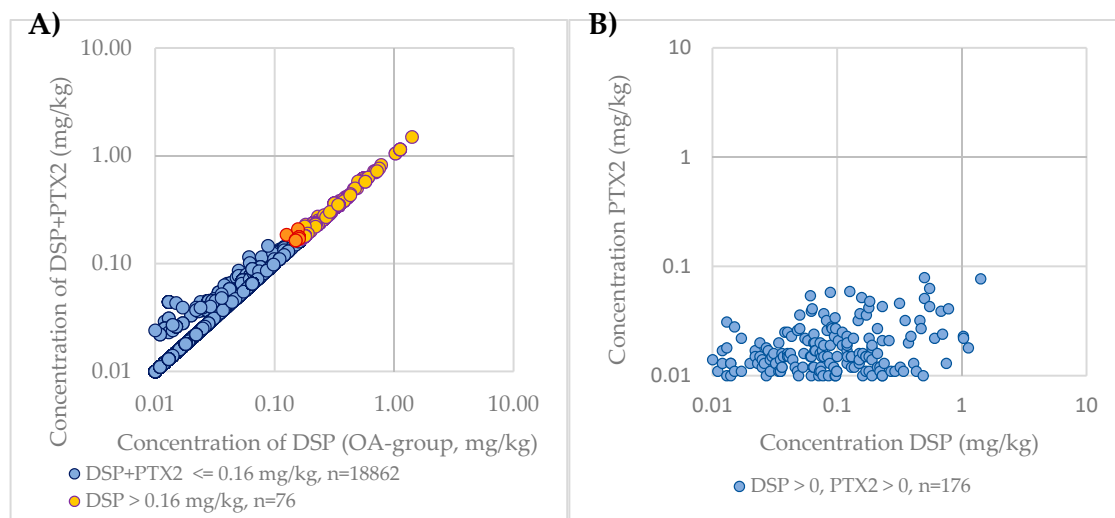 A)
10.00
1.00
0.10
0.01
Concentration of DSP+PTX2 (mg/kg)
0.01 0.10 1.00 10.00
Concentration of DSP (OA-group, mg/kg)
DSP+PTX2 <= 0.16 mg/kg, n=18862
DSP > 0.16 mg/kg, n=76
B)
10
1
0.1
0.01
Concentration PTX2 (mg/kg)
0.01 0.1 1 10
Concentration DSP (mg/kg)
DSP > 0, PTX2 > 0, n=176